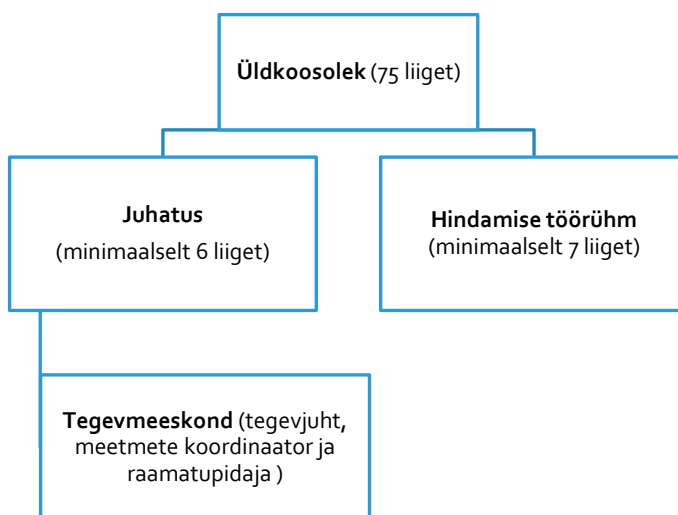 Üldkoosolek (75 liiget)
Juhatus
(minimaalselt 6 liiget)
Hindamise töörühm
(minimaalselt 7 liiget)
Tegevmeeskond (tegevjuht,
meetmete koordinaator ja
raamatupidaja )